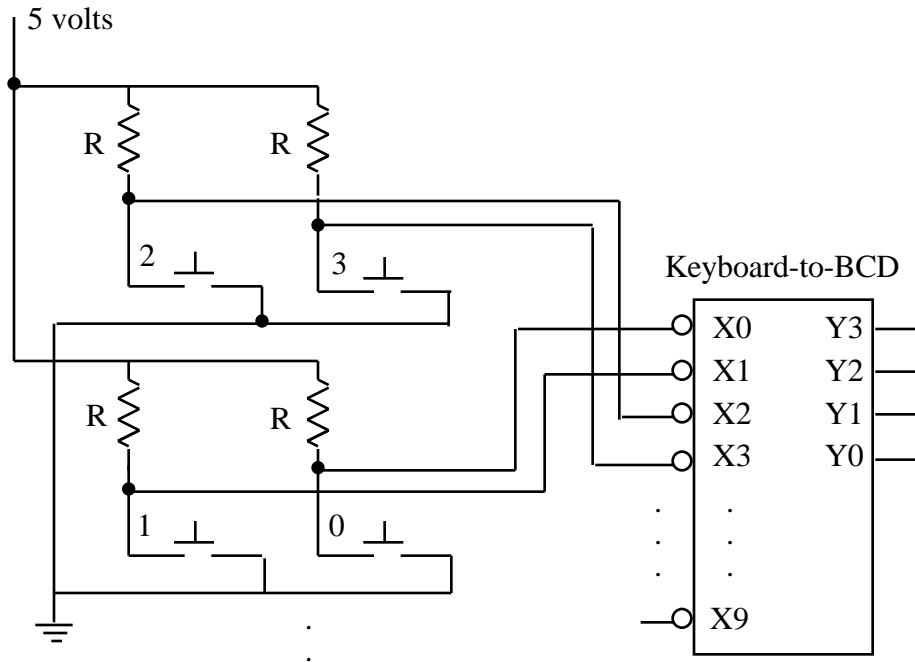 5 volts
R
R
2
3
Keyboard-to-BCD
X0 Y3
X1 Y2
X2 Y1
X3 Y0
R
R
1
0
X9